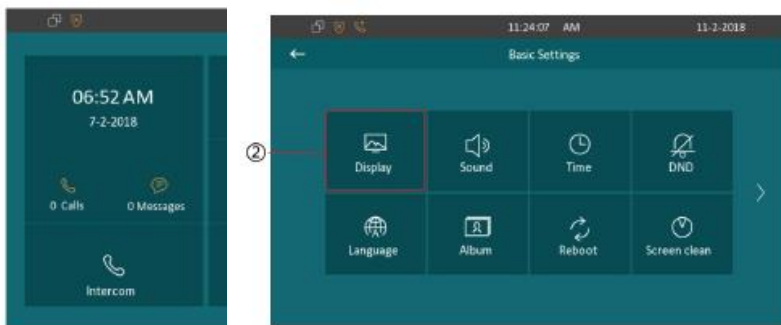 06:52 AM
7-2-2018
0 Calls
0 Messages
Intercom
②
11:24:07 AM
11-2-2018
Basic Settings
Display
Sound
Time
DND
Language
Album
Reboot
Screen clean